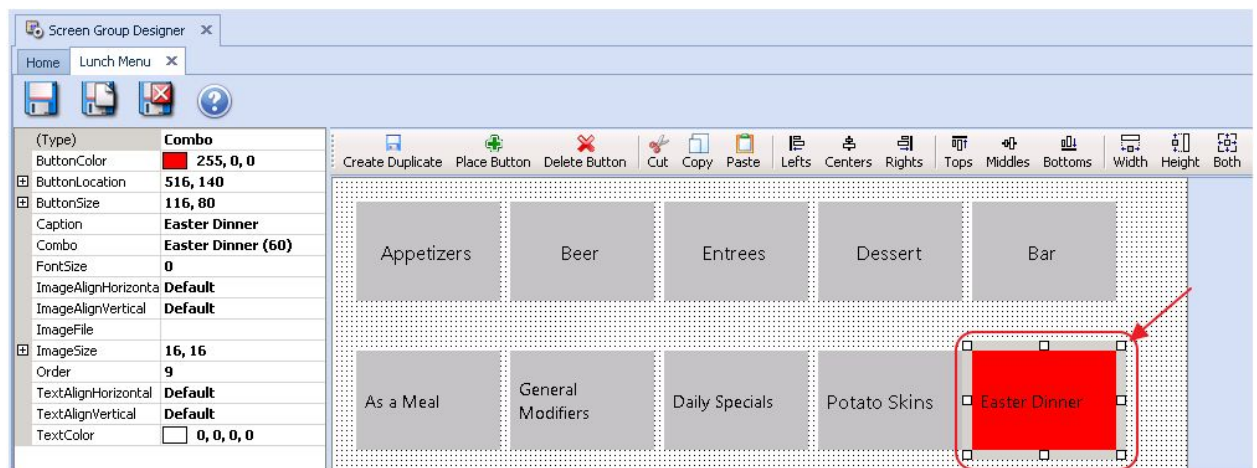 Screen Group Designer x
Home Lunch Menu x
(Type) Combo
ButtonColor 255, 0, 0
ButtonLocation 516, 140
ButtonSize 116, 80
Caption Easter Dinner
Combo Easter Dinner (60)
FontSize 0
ImageAlignHorizonta Default
ImageAlignVertical Default
ImageFile
ImageSize 16, 16
Order 9
TextAlignHorizontal Default
TextAlignVertical Default
TextColor 0, 0, 0, 0
Create Duplicate Place Button Delete Button Cut Copy Paste Lefts Centers Rights Tops Middles Bottoms Width Height Both
Appetizers Beer Entrees Dessert Bar
As a Meal General Modifiers Daily Specials Potato Skins Easter Dinner